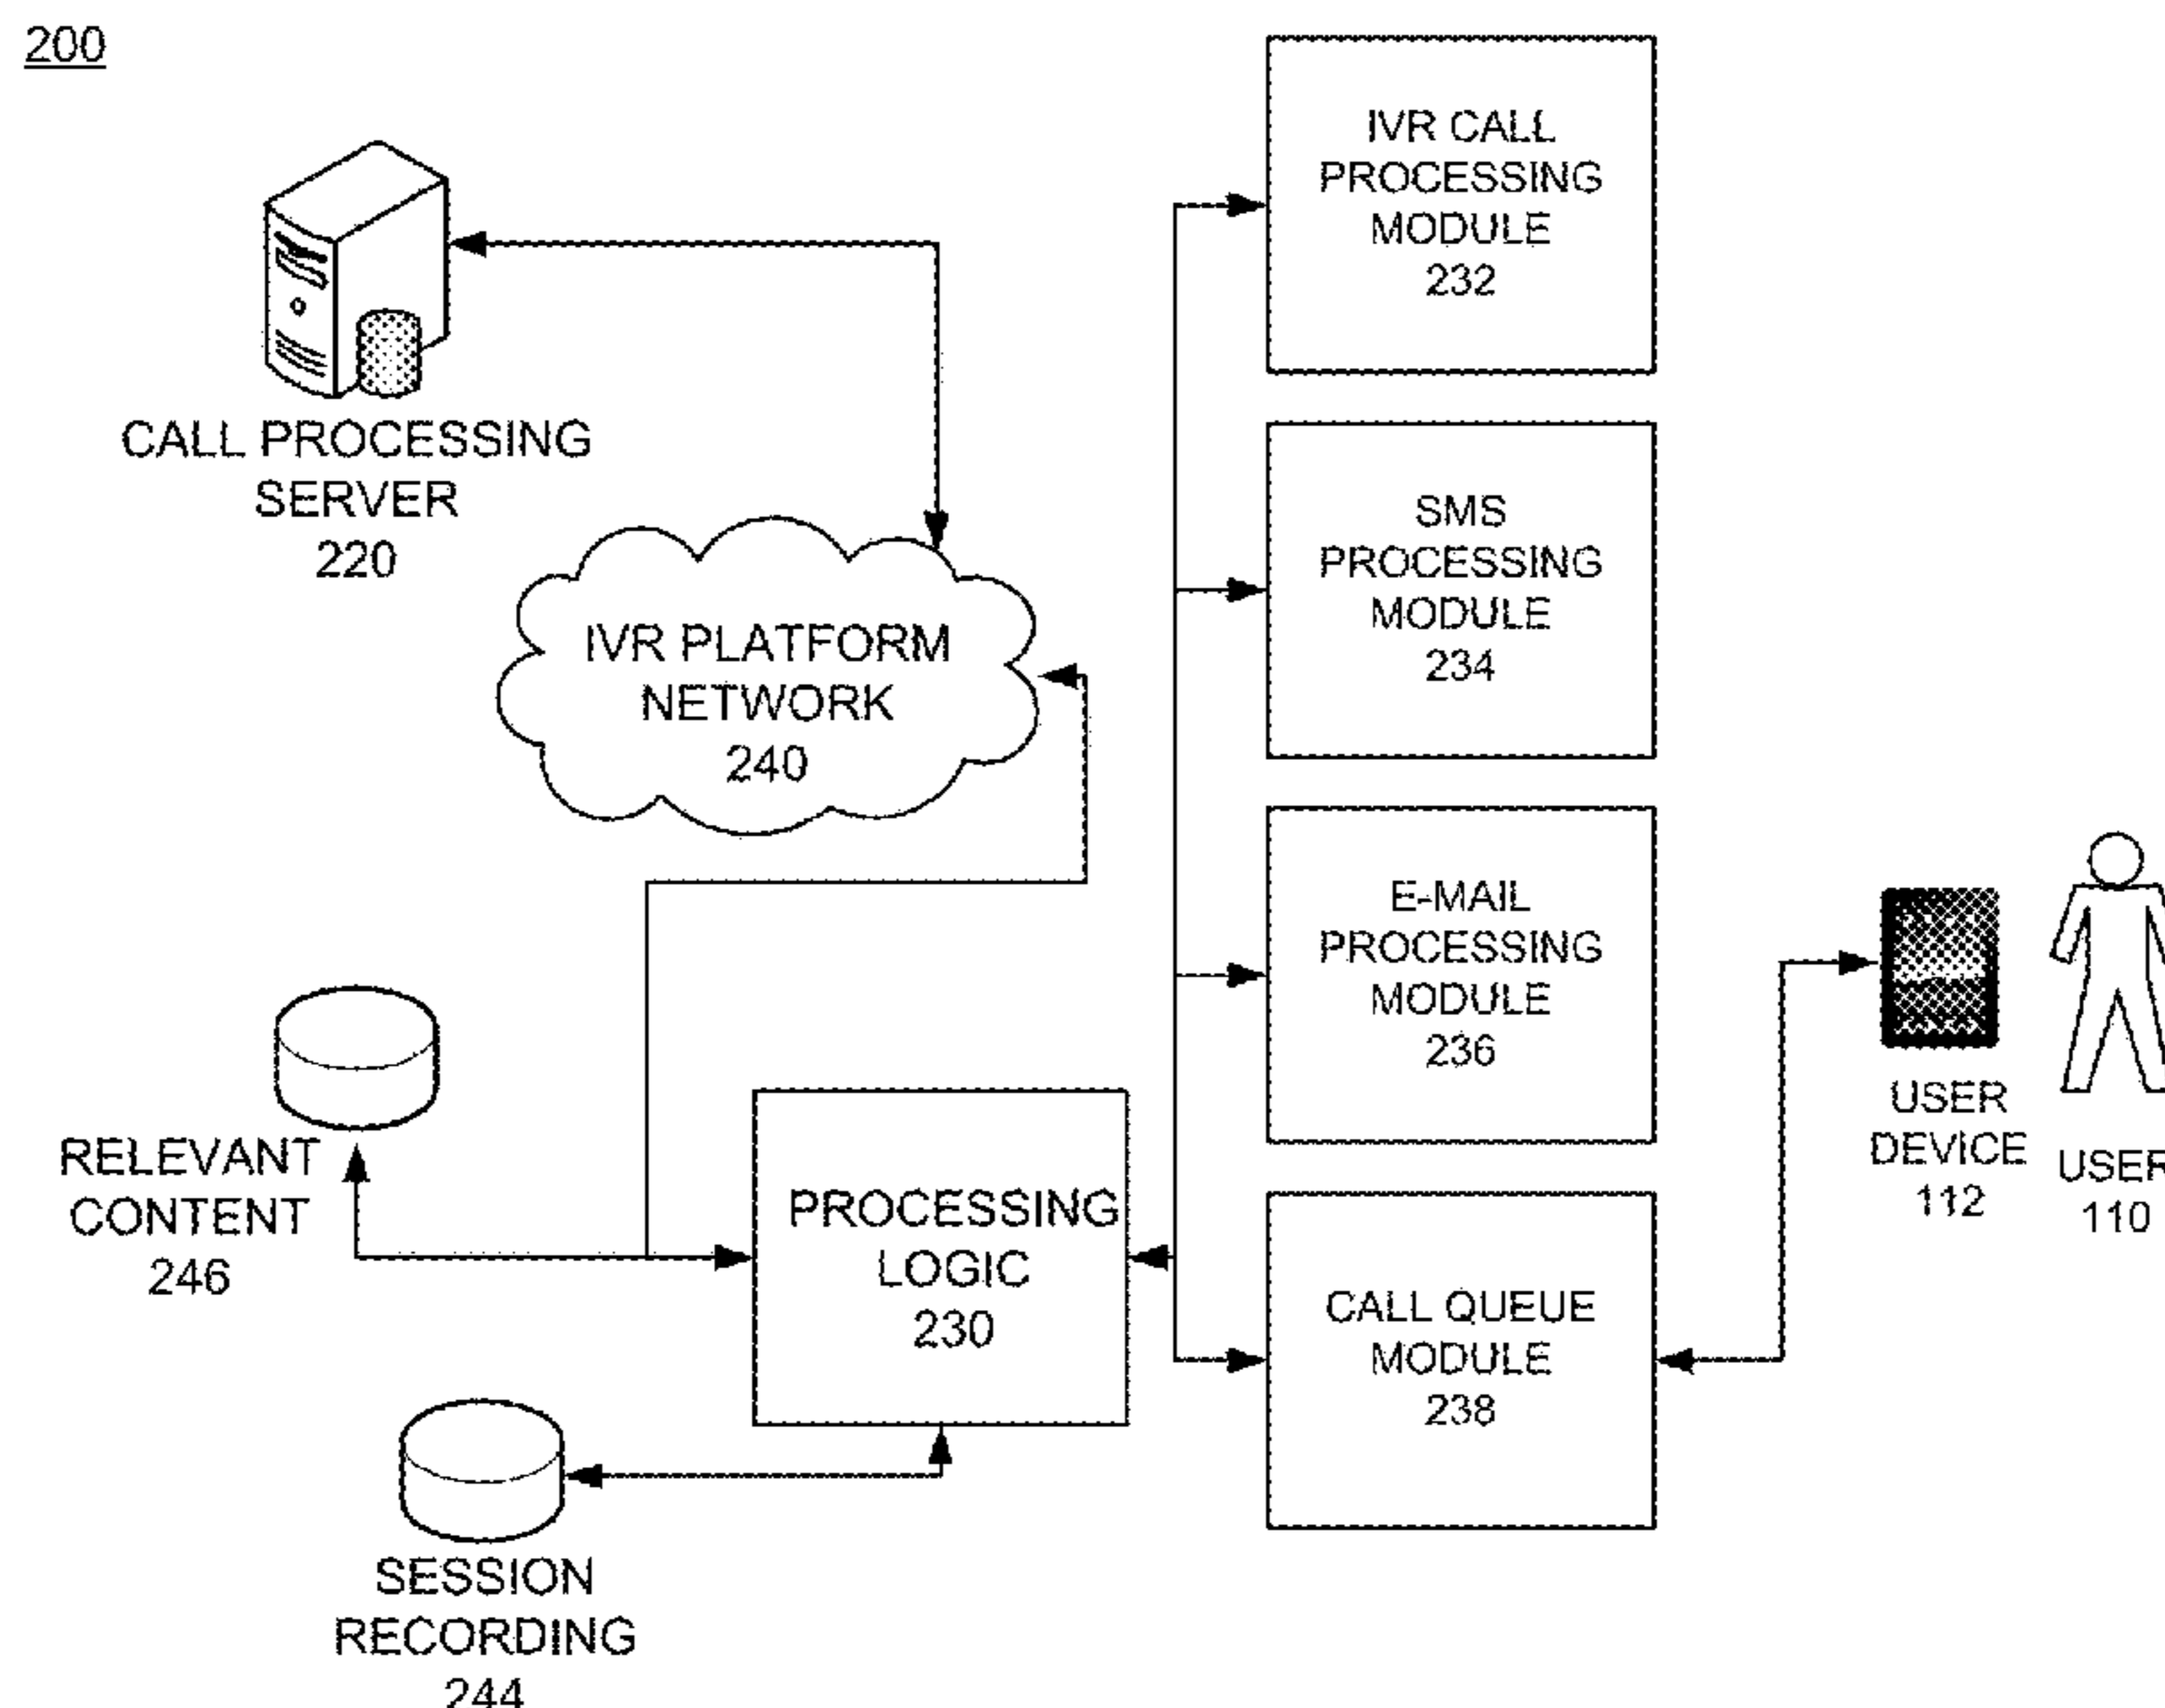 200
IVR CALL
PROCESSING
MODULE
232
CALL PROCESSING
SERVER
220
SMS
PROCESSING
MODULE
234
IVR PLATFORM
NETWORK
240
E-MAIL
PROCESSING
MODULE
236
USER
DEVICE
112
USER
110
RELEVANT
CONTENT
246
PROCESSING
LOGIC
230
CALL QUEUE
MODULE
238
SESSION
RECORDING
244